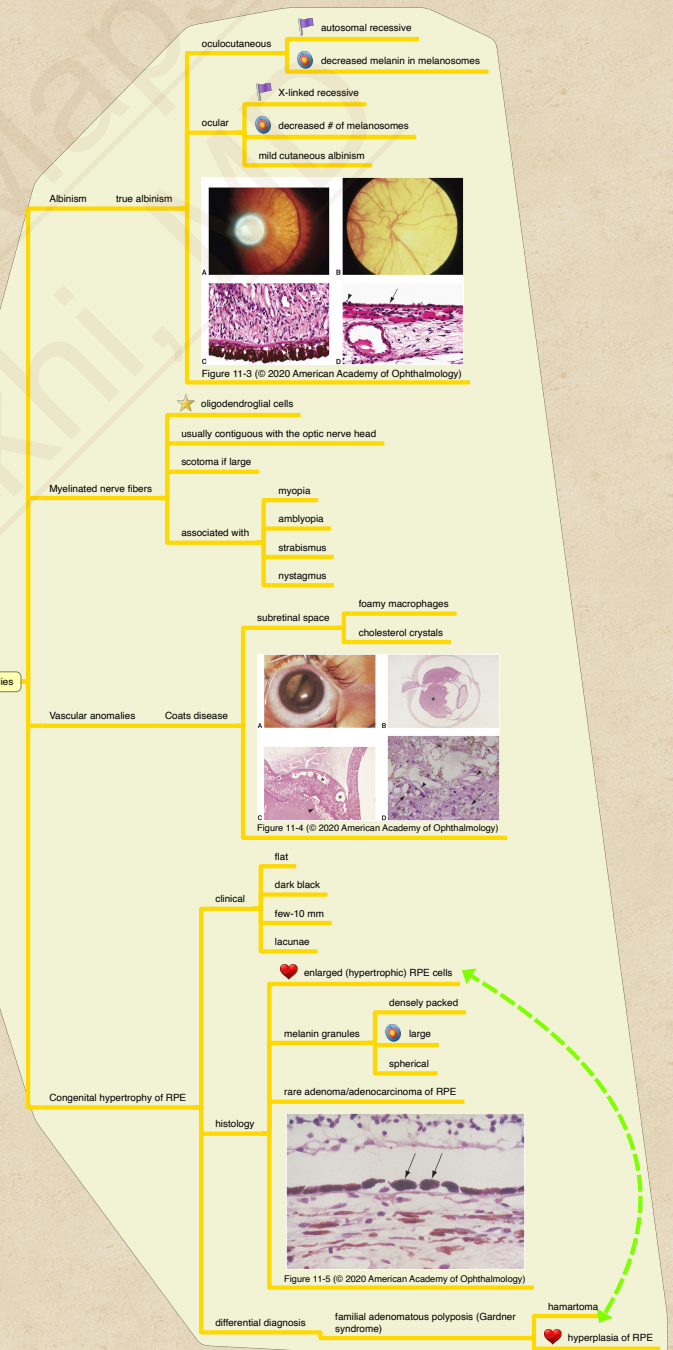 oculocutaneous
autosomal recessive
decreased melanin in melanosomes
ocular
X-linked recessive
decreased # of melanosomes
mild cutaneous albinism
Albinism
true albinism
A
B
C
D
Figure 11-3 (© 2020 American Academy of Ophthalmology)
Myelinated nerve fibers
oligodendroglial cells
usually contiguous with the optic nerve head
scotoma if large
associated with
myopia
amblyopia
strabismus
nystagmus
ies
Vascular anomalies
Coats disease
subretinal space
foamy macrophages
cholesterol crystals
A
B
C
D
Figure 11-4 (© 2020 American Academy of Ophthalmology)
Congenital hypertrophy of RPE
clinical
flat
dark black
few-10 mm
lacunae
histology
enlarged (hypertrophic) RPE cells
melanin granules
densely packed
large
spherical
rare adenoma/adenocarcinoma of RPE
Figure 11-5 (© 2020 American Academy of Ophthalmology)
differential diagnosis
familial adenomatous polyposis (Gardner
syndrome)
hamartoma
hyperplasia of RPE